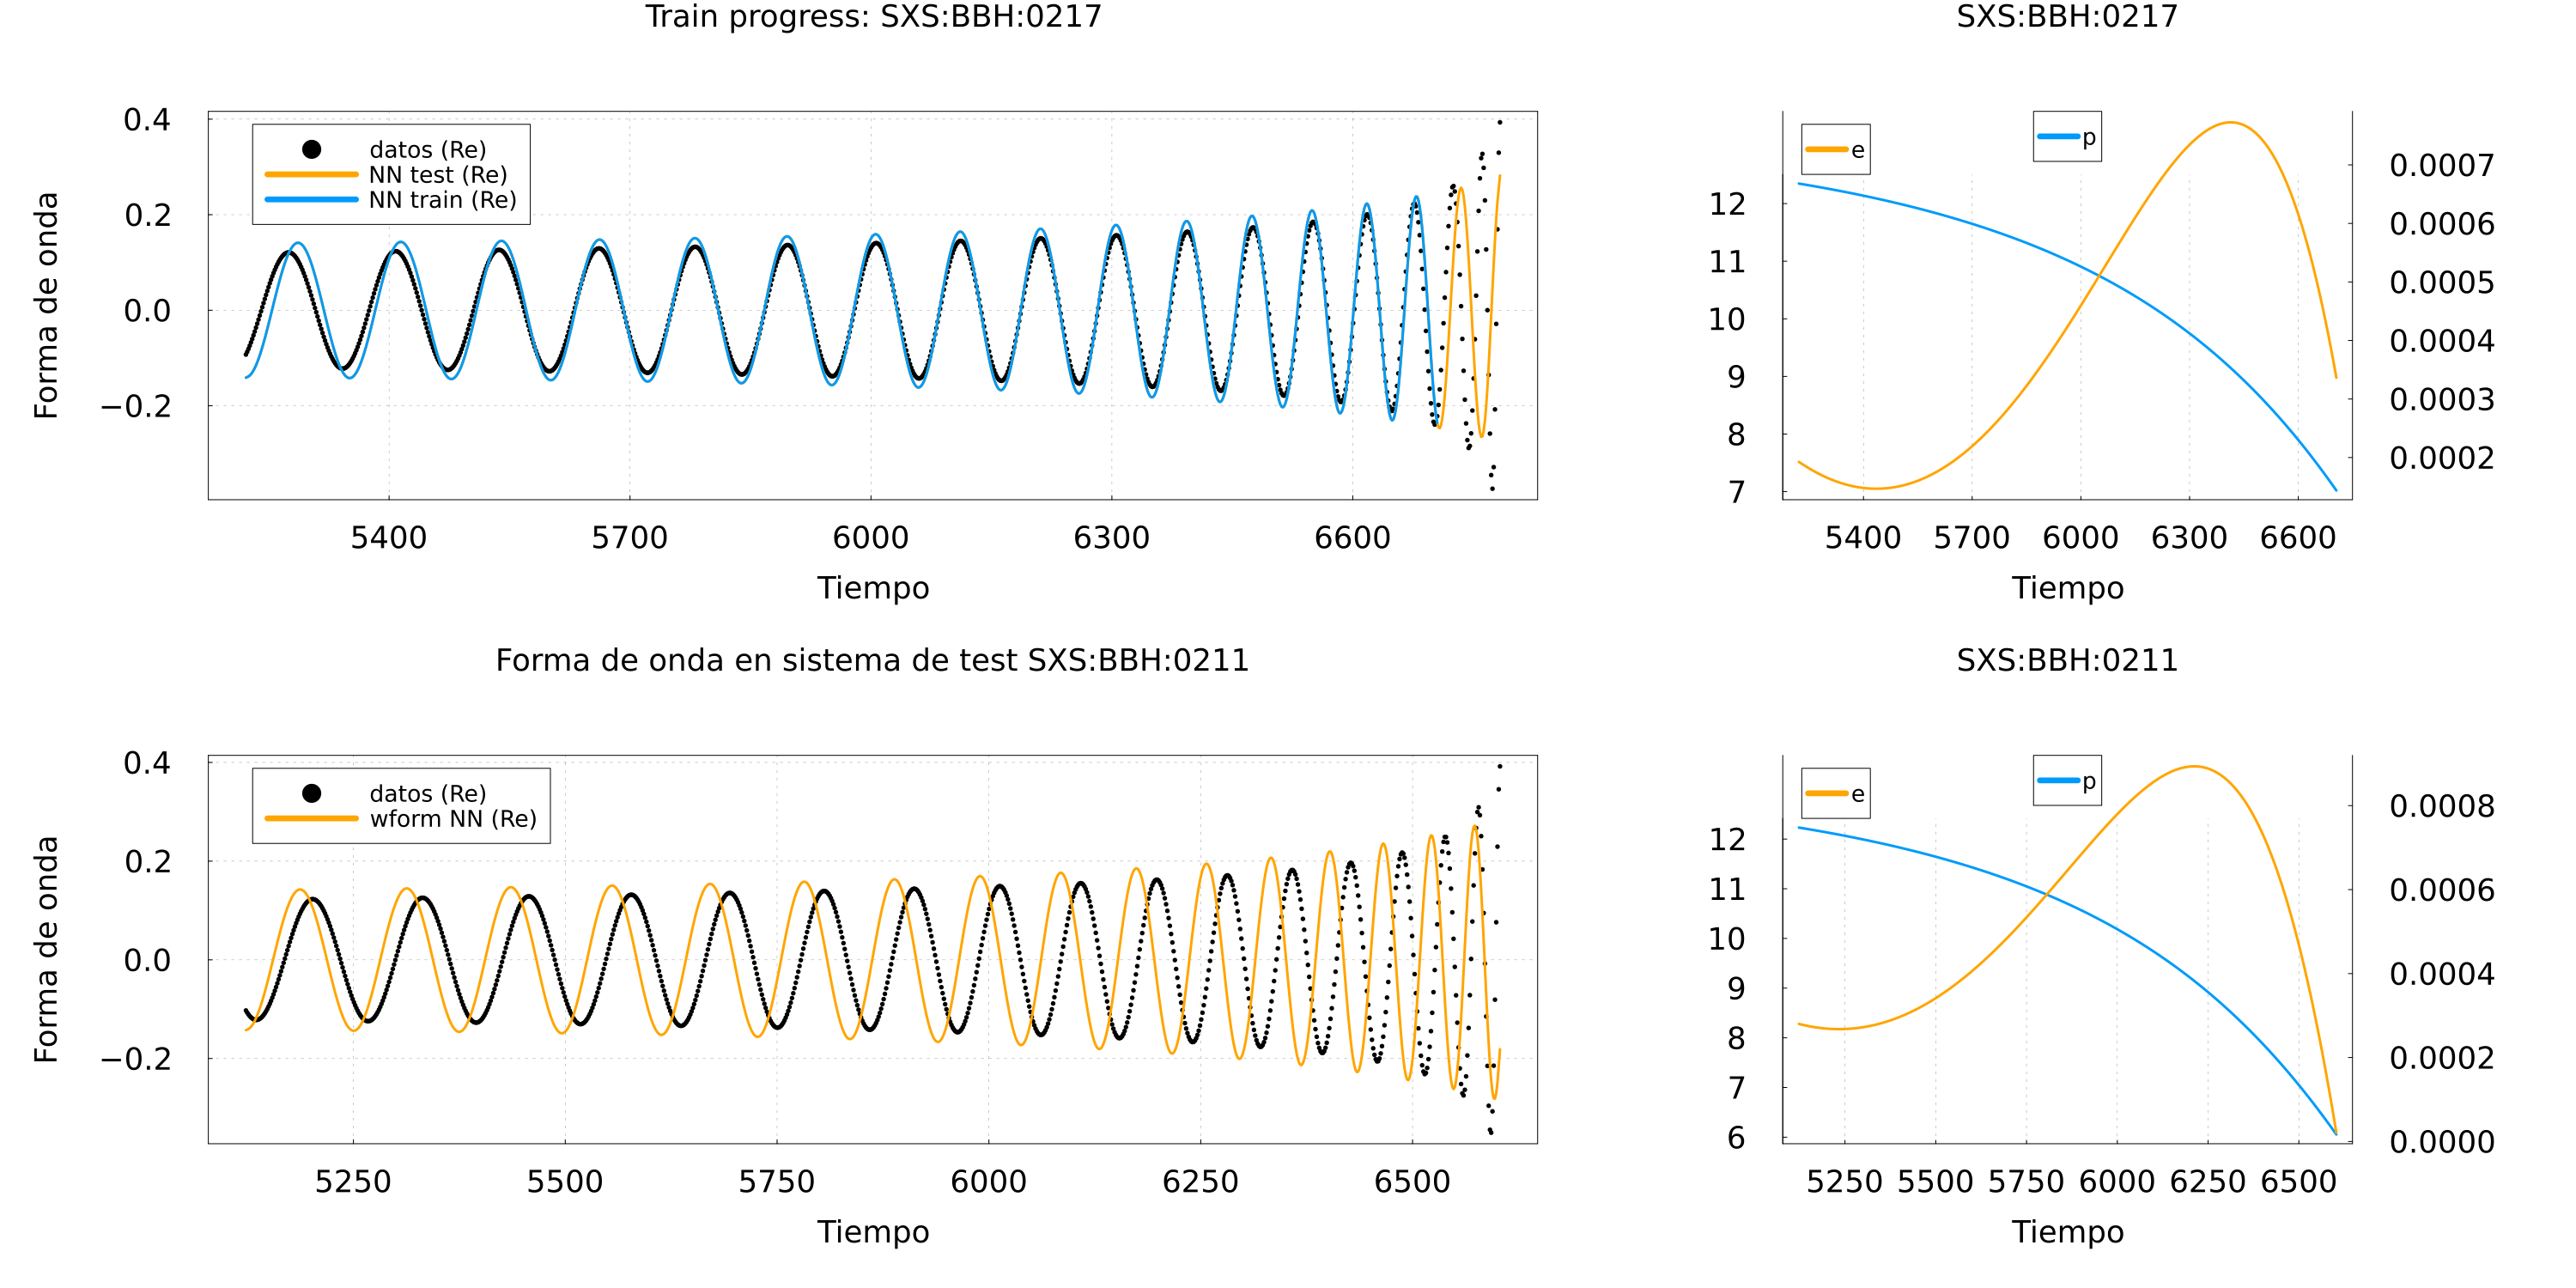 Train progress: SXS:BBH:0217
Forma de onda
0.4
0.2
0.0
−0.2
datos (Re)
NN test (Re)
NN train (Re)
5400 5700 6000 6300 6600
Tiempo
SXS:BBH:0217
e
p
12
11
10
9
8
7
0.0007
0.0006
0.0005
0.0004
0.0003
0.0002
5400 5700 6000 6300 6600
Tiempo
Forma de onda en sistema de test SXS:BBH:0211
Forma de onda
0.4
0.2
0.0
−0.2
datos (Re)
wform NN (Re)
5250 5500 5750 6000 6250 6500
Tiempo
SXS:BBH:0211
e
p
12
11
10
9
8
7
6
0.0008
0.0006
0.0004
0.0002
0.0000
5250 5500 5750 6000 6250 6500
Tiempo